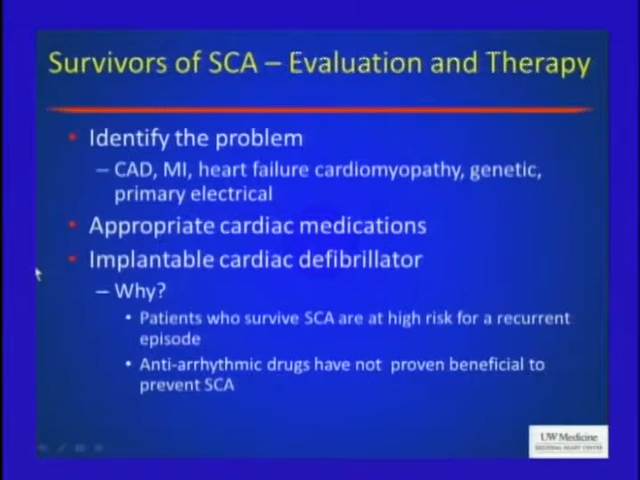 Survivors of SCA – Evaluation and Therapy
• Identify the problem
– CAD, MI, heart failure cardiomyopathy, genetic,
primary electrical
• Appropriate cardiac medications
• Implantable cardiac defibrillator
– Why?
• Patients who survive SCA are at high risk for a recurrent
episode
• Anti-arrhythmic drugs have not proven beneficial to
prevent SCA
UW Medicine
REGIONAL HEART CENTER